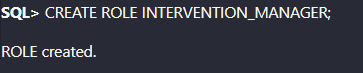 SQL> CREATE ROLE INTERVENTION_MANAGER;
ROLE created.